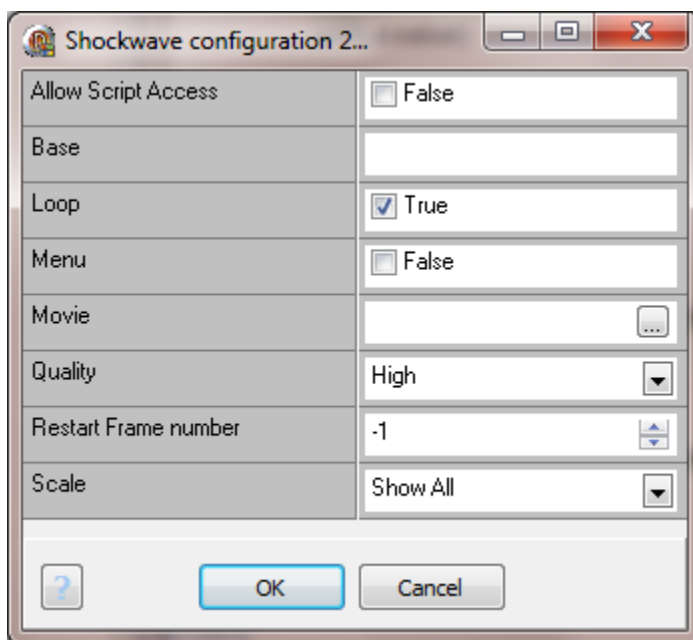 Shockwave configuration 2...
Allow Script Access False
Base
Loop True
Menu False
Movie ...
Quality High
Restart Frame number -1
Scale Show All
? OK Cancel